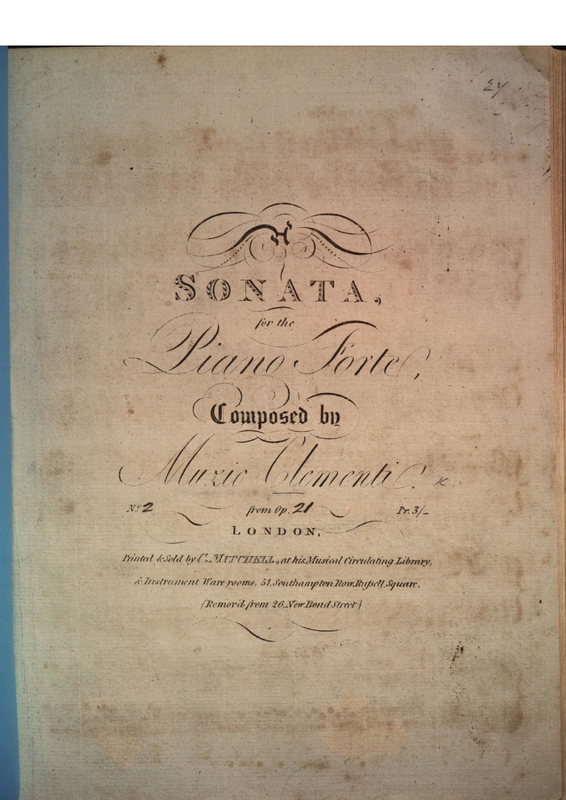 27
A
SONATA,
for the
Piano Forte,
Composed by
Muzio Clementi.
No. 2 from Op. 21 Pr. 3/-
LONDON,
Printed & Sold by C. MITCHELL, at his Musical Circulating Library,
& Instrument Ware rooms, 51, Southampton Row, Rufsell Square.
(Remov'd from 26, New Bond Street)